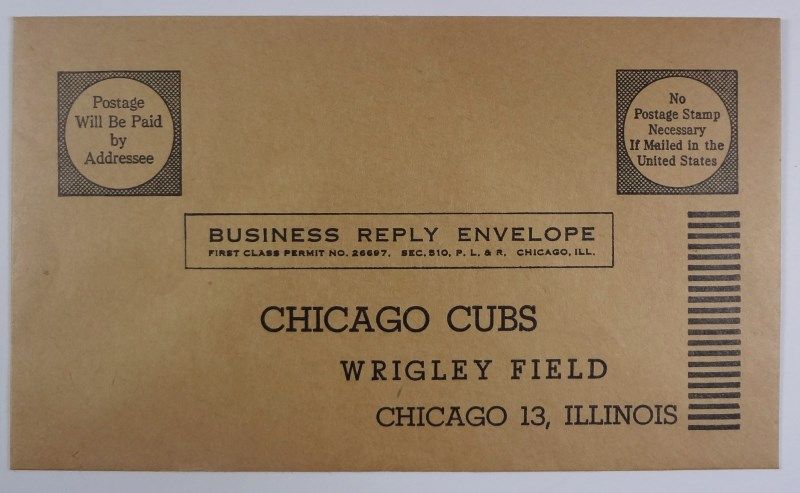 Postage
Will Be Paid
by
Addressee
No
Postage Stamp
Necessary
If Mailed in the
United States
BUSINESS REPLY ENVELOPE
FIRST CLASS PERMIT NO. 26697, SEC. 510, P. L. & R. CHICAGO, ILL.
CHICAGO CUBS
WRIGLEY FIELD
CHICAGO 13, ILLINOIS